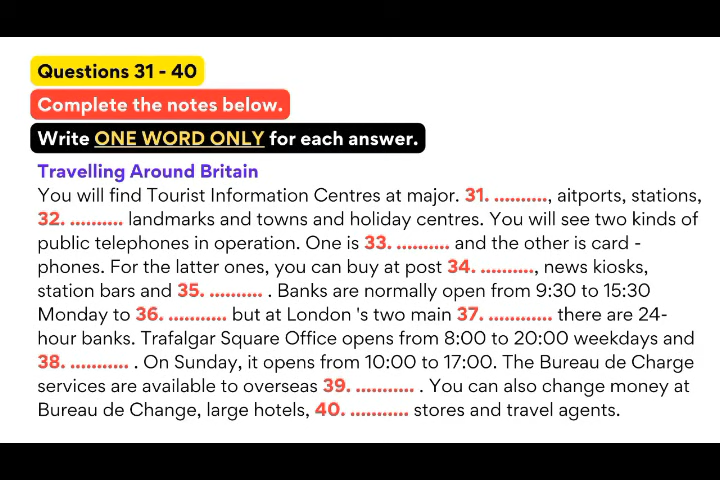 Questions 31 - 40
Complete the notes below.
Write ONE WORD ONLY for each answer.
Travelling Around Britain
You will find Tourist Information Centres at major. 31. .........., aitports, stations,
32. .......... landmarks and towns and holiday centres. You will see two kinds of
public telephones in operation. One is 33. .......... and the other is card -
phones. For the latter ones, you can buy at post 34. .........., news kiosks,
station bars and 35. .......... . Banks are normally open from 9:30 to 15:30
Monday to 36. ........... but at London 's two main 37. ............ there are 24-
hour banks. Trafalgar Square Office opens from 8:00 to 20:00 weekdays and
38. ........... . On Sunday, it opens from 10:00 to 17:00. The Bureau de Charge
services are available to overseas 39. ........... . You can also change money at
Bureau de Change, large hotels, 40. ........... stores and travel agents.